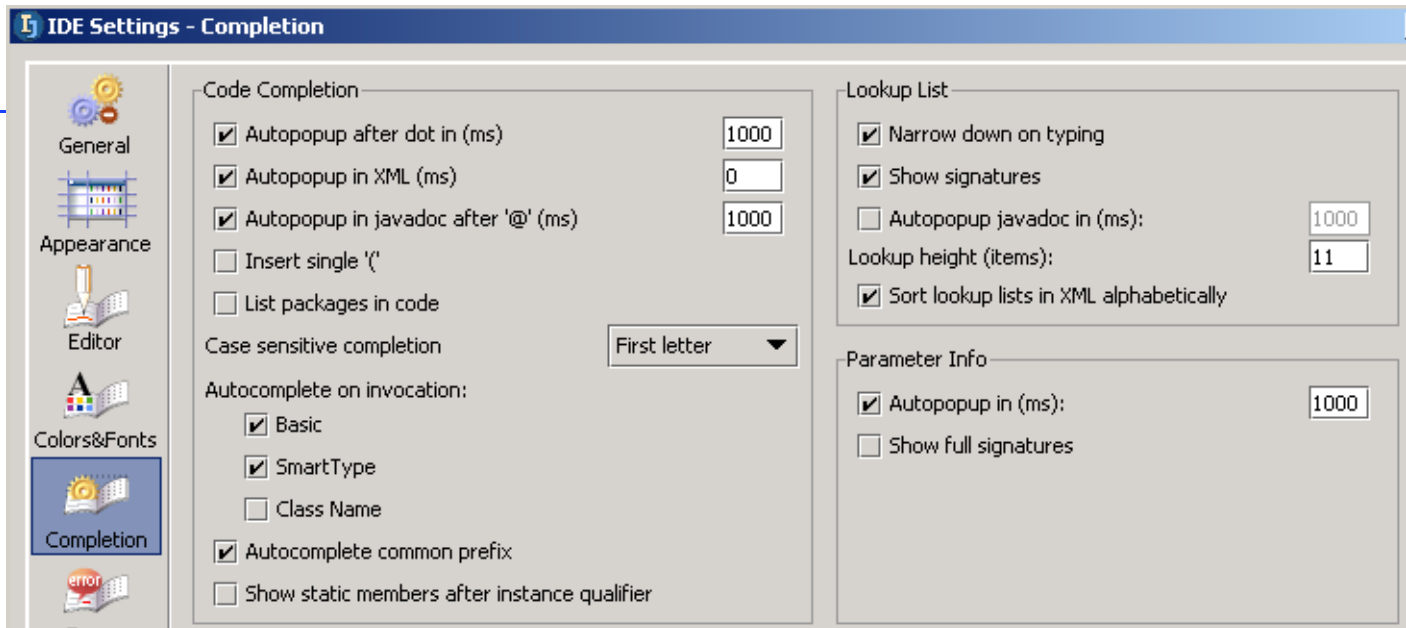 IDE Settings - Completion
General
Appearance
Editor
Colors&Fonts
Completion
error
Code Completion
Autopopup after dot in (ms) 1000
Autopopup in XML (ms) 0
Autopopup in javadoc after '@' (ms) 1000
Insert single '('
List packages in code
Case sensitive completion First letter
Autocomplete on invocation:
Basic
SmartType
Class Name
Autocomplete common prefix
Show static members after instance qualifier
Lookup List
Narrow down on typing
Show signatures
Autopopup javadoc in (ms): 1000
Lookup height (items): 11
Sort lookup lists in XML alphabetically
Parameter Info
Autopopup in (ms): 1000
Show full signatures